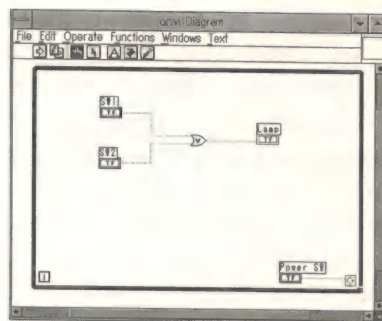 or.vi Diagram
File Edit Operate Functions Windows Text
SW1
TF
SW2
TF
V
Lamp
TF
Power SW
TF
i